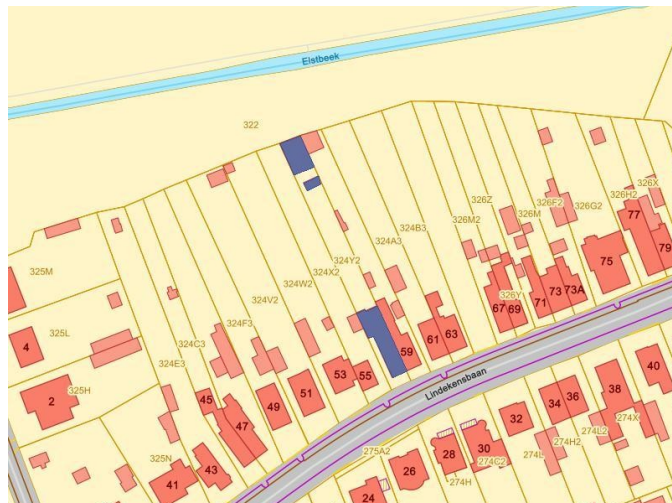 Elstbeek
322
326X
326H2
326F2
326G2
326Z
77
326M
326M2
324B3
79
324A3
325M
324Y2
75
324X2
73
73A
324W2
71
324V2
326Y
67
69
324F3
63
61
4
325L
324C3
59
324E3
40
53
55
Lindekensbaan
38
2
325H
51
36
34
45
49
274X
32
274L2
47
274H2
30
28
274L
275A2
325N
43
26
274C2
41
274H
24